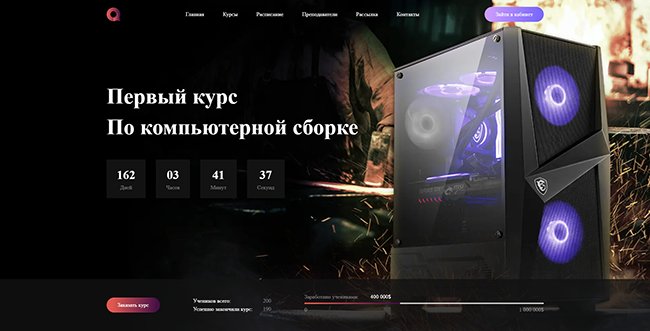 Главная Курсы Расписание Преподаватели Рассылка Контакты Зайти в кабинет
Первый курс
По компьютерной сборке
162 03 41 37
Дней Часов Минут Секунд
Заказать курс
Учеников всего: 200
Успешно закончили курс: 190
Заработано учениками: 400 000$
0 1 000 000$